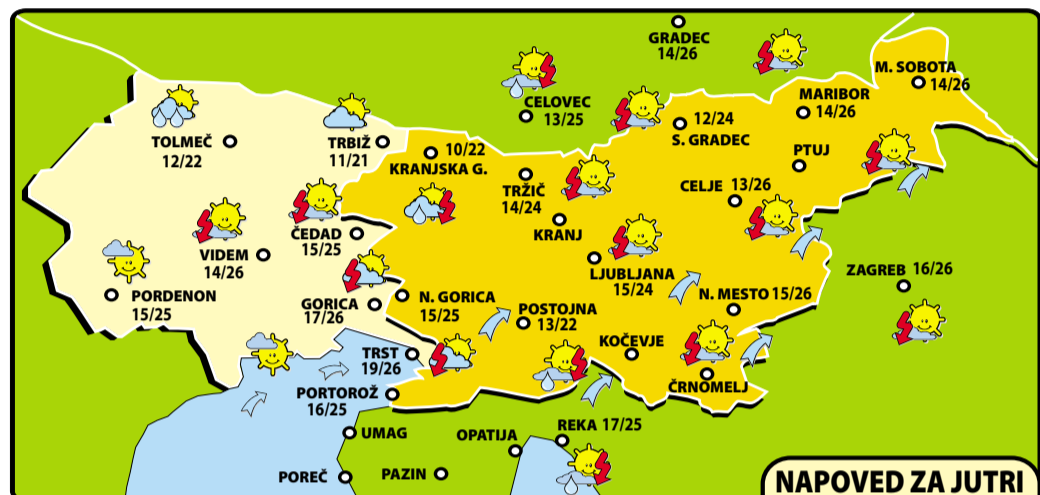 GRADEC
14/26
M. SOBOTA
14/26
MARIBOR
14/26
CELOVEC
13/25
12/24
S. GRADEC
TOLMEČ
12/22
TRBIŽ
11/21
10/22
KRANJSKA G.
PTUJ
TRŽIČ
14/24
CELJE 13/26
KRANJ
ČEDAD
15/25
VIDEM
14/26
LJUBLJANA
15/24
ZAGREB 16/26
PORDENON
15/25
GORICA
17/26
N. GORICA
15/25
POSTOJNA
13/22
N. MESTO 15/26
KOČEVJE
TRST
19/26
ČRNOMELJ
PORTOROŽ
16/25
UMAG
OPATIJA
REKA 17/25
POREČ
PAZIN
NAPOVED ZA JUTRI